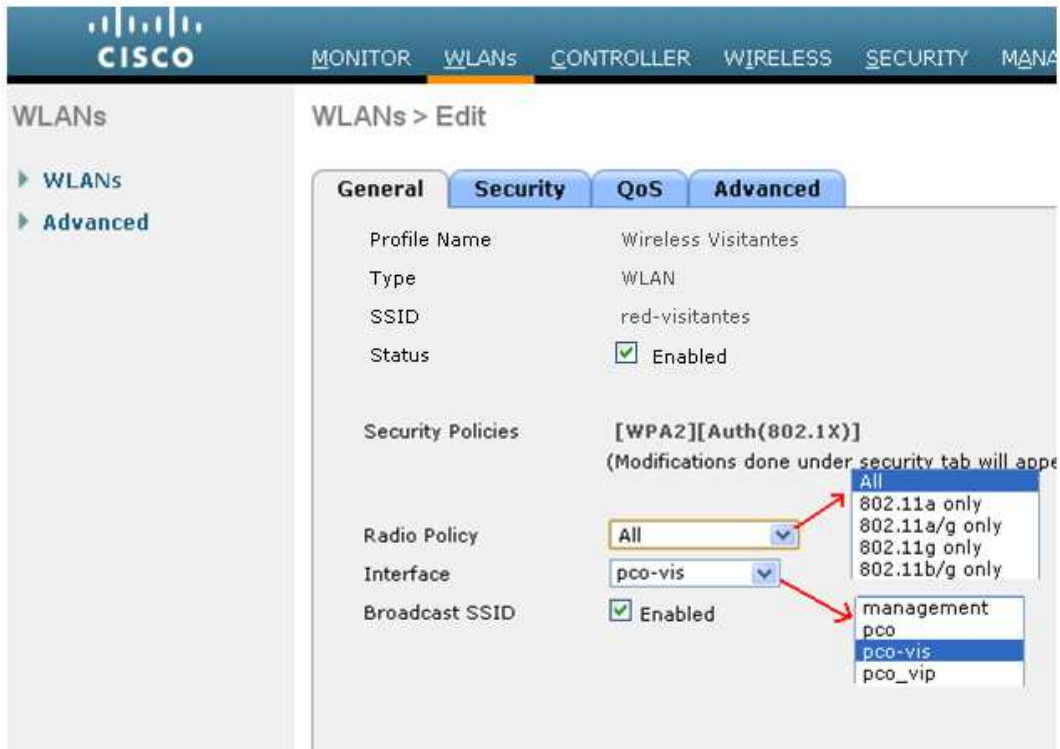 CISCO
MONITOR WLANs CONTROLLER WIRELESS SECURITY MANA
WLANs
WLANs
Advanced
WLANs > Edit
General Security QoS Advanced
Profile Name Wireless Visitantes
Type WLAN
SSID red-visitantes
Status Enabled
Security Policies [WPA2][Auth(802.1X)]
(Modifications done under security tab will appe
Radio Policy All
All
802.11a only
802.11a/g only
802.11g only
802.11b/g only
Interface pco-vis
Broadcast SSID Enabled
management
pco
pco-vis
pco_vip